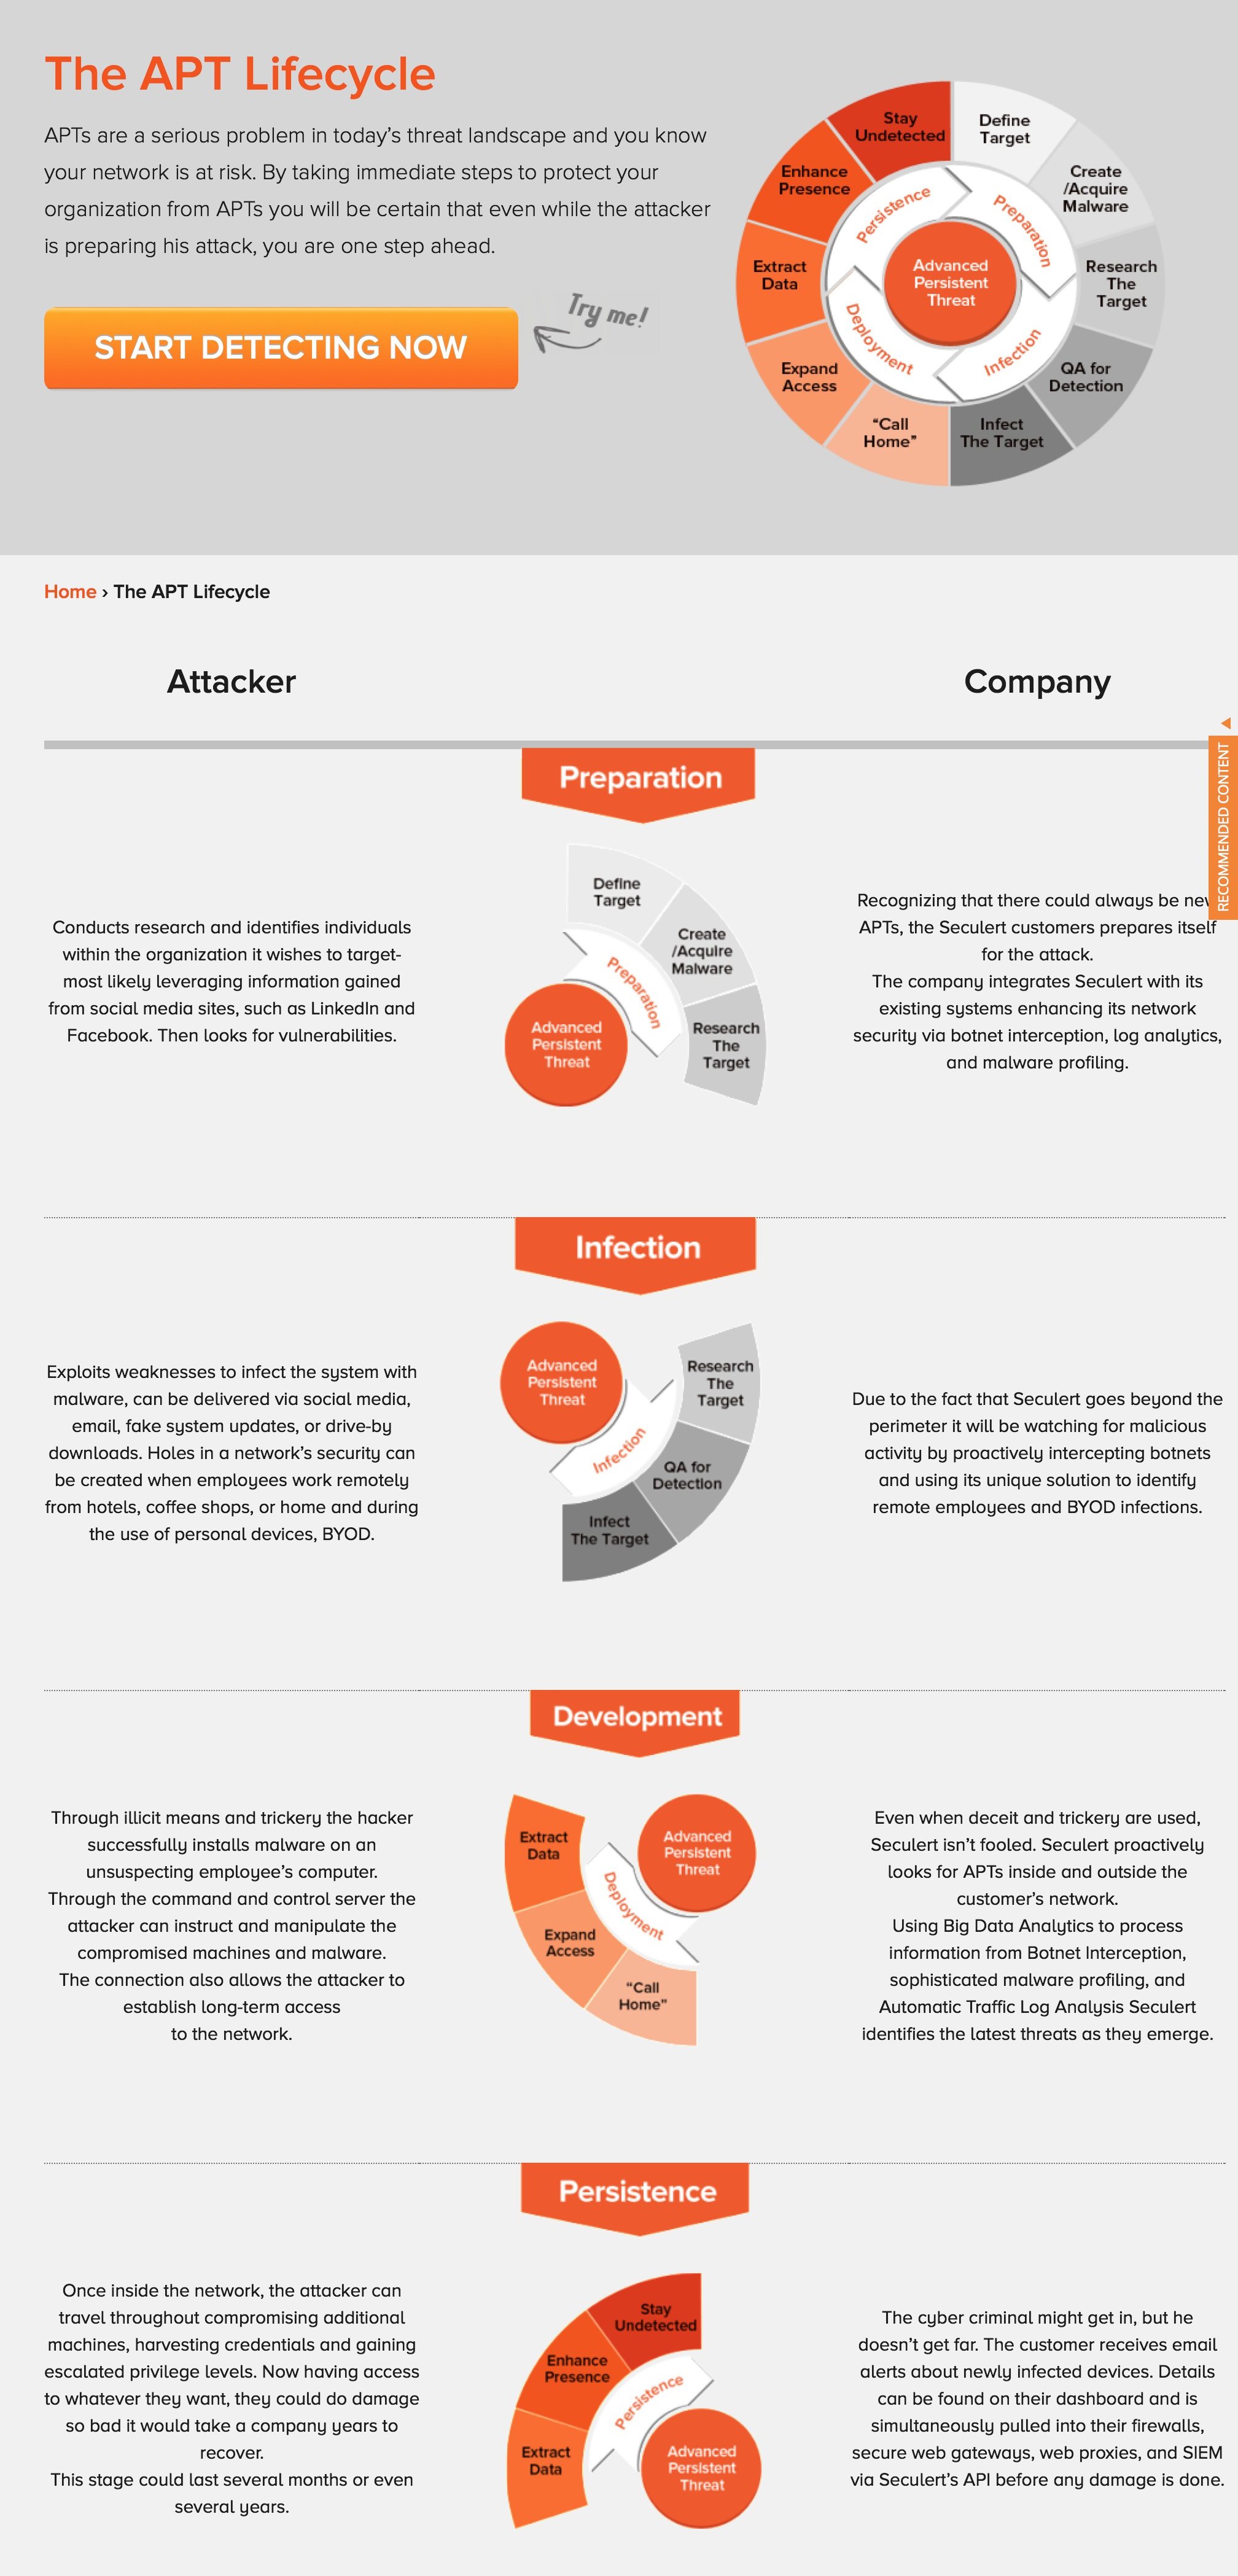 The APT Lifecycle
APTs are a serious problem in today's threat landscape and you know
your network is at risk. By taking immediate steps to protect your
organization from APTs you will be certain that even while the attacker
is preparing his attack, you are one step ahead.
START DETECTING NOW
Try me!
Stay
Undetected
Define
Target
Create
/Acquire
Malware
Research
The
Target
QA for
Detection
Infect
The Target
“Call
Home”
Expand
Access
Extract
Data
Enhance
Presence
Persistence
Preparation
Infection
Deployment
Advanced
Persistent
Threat
Home › The APT Lifecycle
Attacker
Company
RECOMMENDED CONTENT
Preparation
Conducts research and identifies individuals
within the organization it wishes to target-
most likely leveraging information gained
from social media sites, such as LinkedIn and
Facebook. Then looks for vulnerabilities.
Define
Target
Create
/Acquire
Malware
Research
The
Target
Preparation
Advanced
Persistent
Threat
Recognizing that there could always be new
APTs, the Seculert customers prepares itself
for the attack.
The company integrates Seculert with its
existing systems enhancing its network
security via botnet interception, log analytics,
and malware profiling.
Infection
Exploits weaknesses to infect the system with
malware, can be delivered via social media,
email, fake system updates, or drive-by
downloads. Holes in a network's security can
be created when employees work remotely
from hotels, coffee shops, or home and during
the use of personal devices, BYOD.
Advanced
Persistent
Threat
Research
The
Target
Infection
QA for
Detection
Infect
The Target
Due to the fact that Seculert goes beyond the
perimeter it will be watching for malicious
activity by proactively intercepting botnets
and using its unique solution to identify
remote employees and BYOD infections.
Development
Through illicit means and trickery the hacker
successfully installs malware on an
unsuspecting employee's computer.
Through the command and control server the
attacker can instruct and manipulate the
compromised machines and malware.
The connection also allows the attacker to
establish long-term access
to the network.
Extract
Data
Advanced
Persistent
Threat
Deployment
Expand
Access
“Call
Home”
Even when deceit and trickery are used,
Seculert isn't fooled. Seculert proactively
looks for APTs inside and outside the
customer's network.
Using Big Data Analytics to process
information from Botnet Interception,
sophisticated malware profiling, and
Automatic Traffic Log Analysis Seculert
identifies the latest threats as they emerge.
Persistence
Once inside the network, the attacker can
travel throughout compromising additional
machines, harvesting credentials and gaining
escalated privilege levels. Now having access
to whatever they want, they could do damage
so bad it would take a company years to
recover.
This stage could last several months or even
several years.
Stay
Undetected
Enhance
Presence
Persistence
Extract
Data
Advanced
Persistent
Threat
The cyber criminal might get in, but he
doesn't get far. The customer receives email
alerts about newly infected devices. Details
can be found on their dashboard and is
simultaneously pulled into their firewalls,
secure web gateways, web proxies, and SIEM
via Seculert's API before any damage is done.